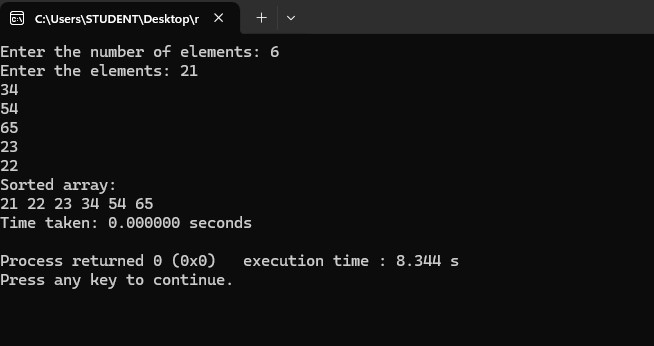 C:\Users\STUDENT\Desktop\r
Enter the number of elements: 6
Enter the elements: 21
34
54
65
23
22
Sorted array:
21 22 23 34 54 65
Time taken: 0.000000 seconds
Process returned 0 (0x0)   execution time : 8.344 s
Press any key to continue.